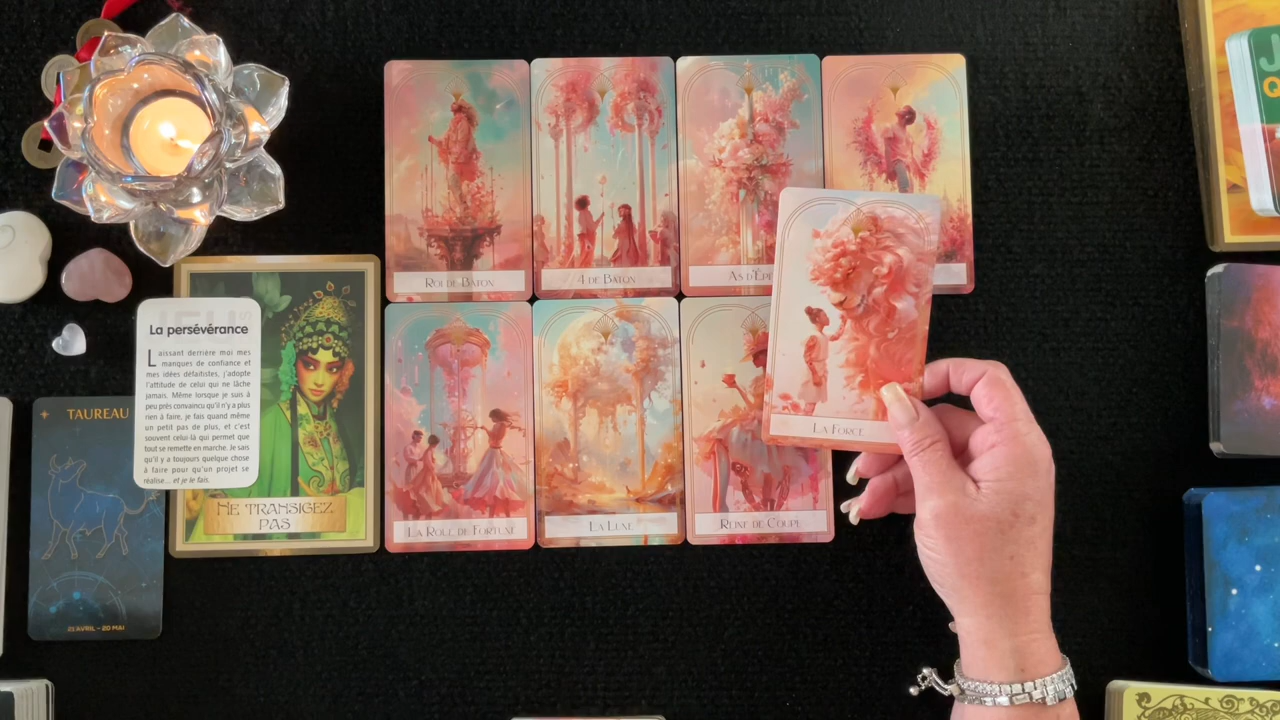 Roi de Bâton
4 de Bâton
As d'Épé
La persévérance
Laissant derrière moi mes
manques de confiance et
mes idées défaitistes, j'adopte
l'attitude de celui qui ne lâche
jamais. Même lorsque je suis à
peu près convaincu qu'il n'y a plus
rien à faire, je fais quand même
un petit pas de plus, et c'est
souvent celui-là qui permet que
tout se remette en marche. Je sais
qu'il y a toujours quelque chose
à faire pour qu'un projet se
réalise... et je le fais.
TAUREAU
21 AVRIL - 20 MAI
NE TRANSIGEZ
PAS
La Roue de Fortune
La Lune
Reine de Coupe
La Force